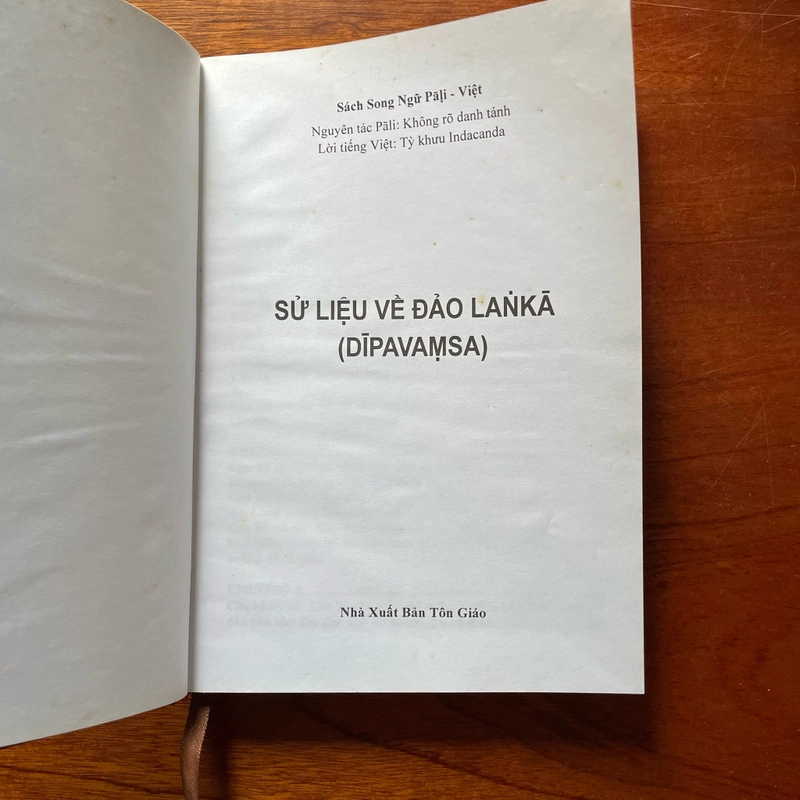 Sách Song Ngữ Pāḷi - Việt
Nguyên tác Pāli: Không rõ danh tánh
Lời tiếng Việt: Tỳ khưu Indacanda
SỬ LIỆU VỀ ĐẢO LAṄKĀ
(DĪPAVAṂSA)
Nhà Xuất Bản Tôn Giáo